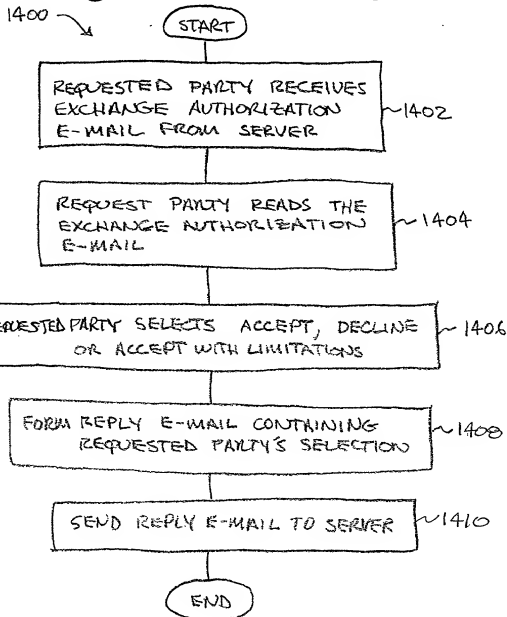 1400
START
REQUESTED PARTY RECEIVES
EXCHANGE AUTHORIZATION
E-MAIL FROM SERVER
1402
REQUEST PARTY READS THE
EXCHANGE AUTHORIZATION
E-MAIL
1404
EQUESTED PARTY SELECTS ACCEPT, DECLINE
OR ACCEPT WITH LIMITATIONS
1406
FORM REPLY E-MAIL CONTAINING
REQUESTED PARTY'S SELECTION
1408
SEND REPLY E-MAIL TO SERVER
1410
END